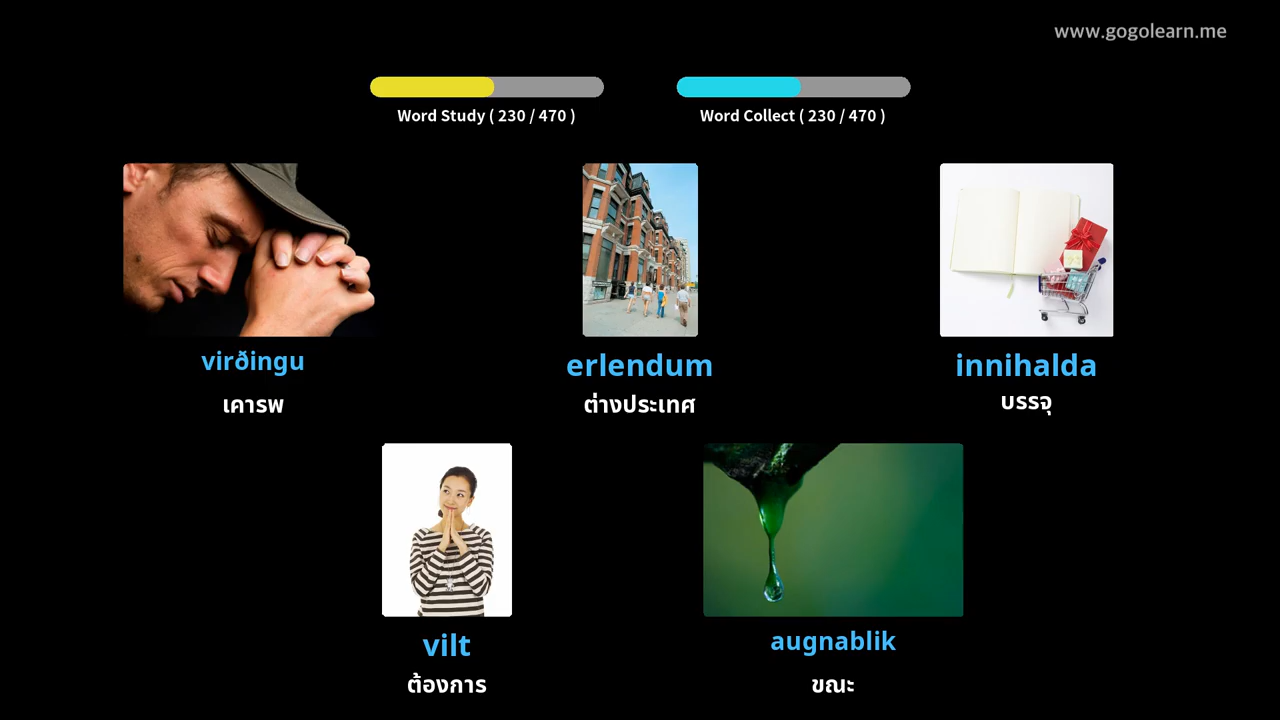 www.gogolearn.me
Word Study ( 230 / 470 )
Word Collect ( 230 / 470 )
virðingu
เคารพ
erlendum
ต่างประเทศ
innihalda
บรรจุ
vilt
ต้องการ
augnablik
ขณะ